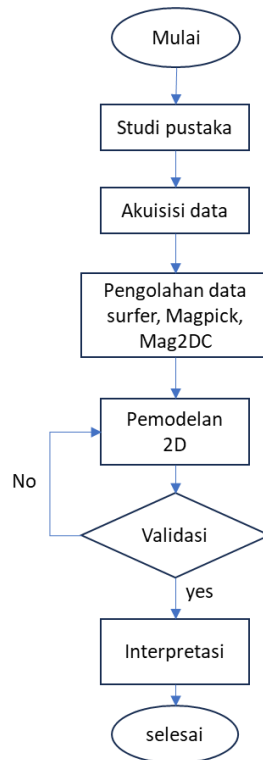 Mulai
Studi pustaka
Akuisisi data
Pengolahan data
surfer, Magpick,
Mag2DC
Pemodelan
2D
No
Validasi
yes
Interpretasi
selesai